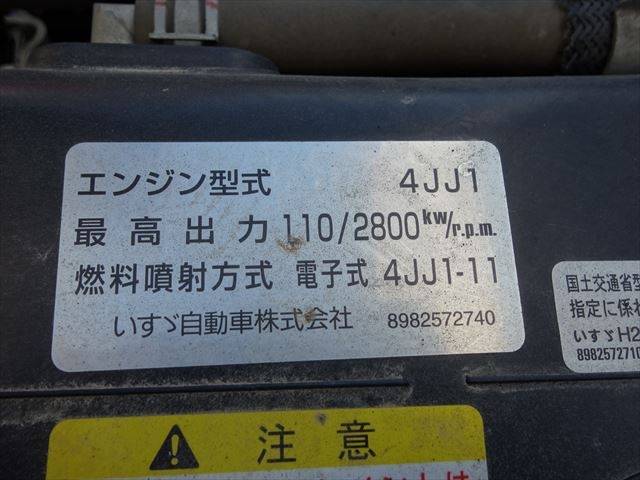 エンジン型式 4JJ1
最高出力 110/2800kW/r.p.m.
燃料噴射方式 電子式 4JJ1-11
いすゞ自動車株式会社 8982572740
国土交通省型
指定に係
いすゞH2
898257271
注意